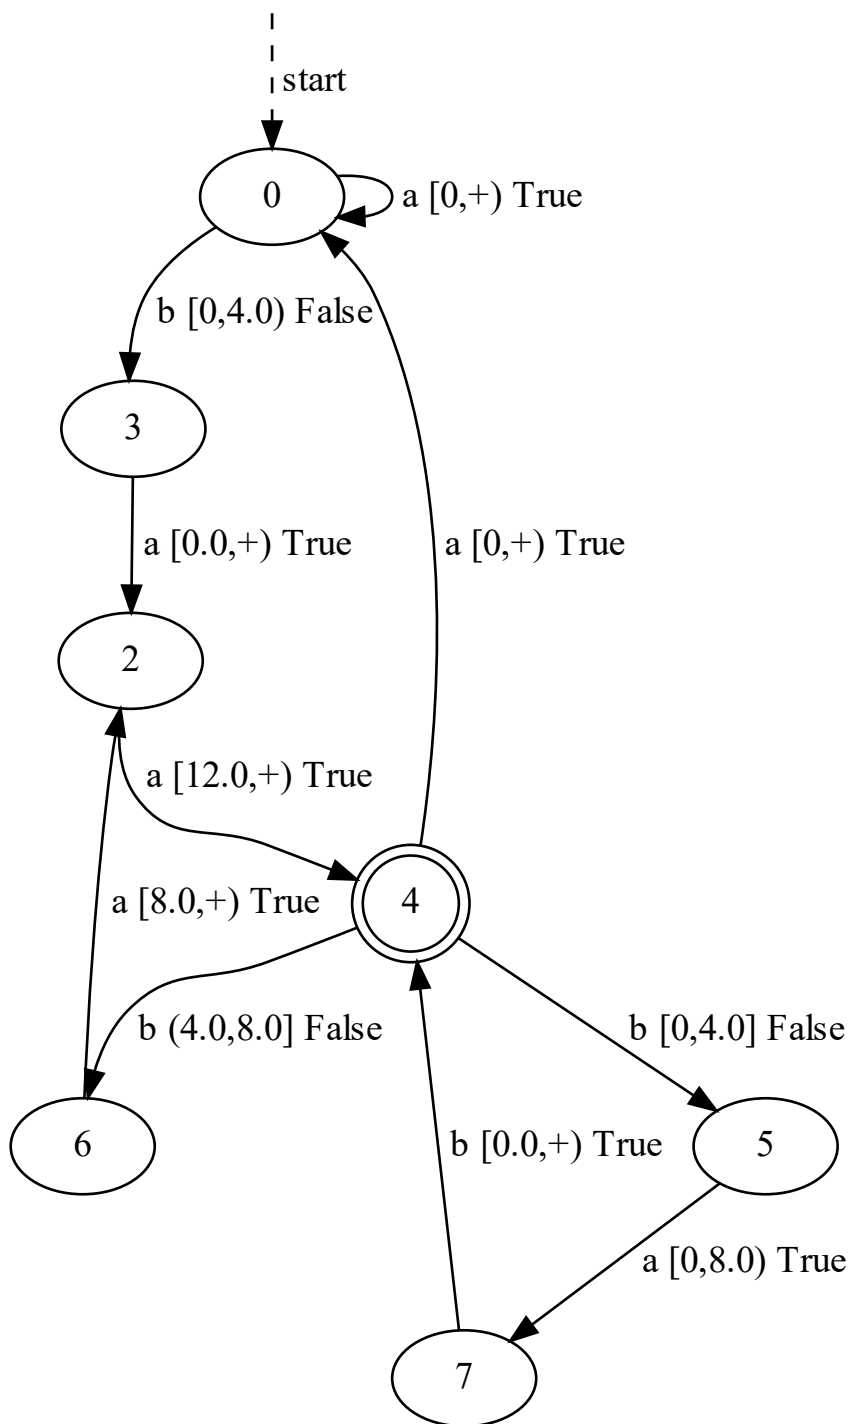 start
0
a [0,+) True
b [0,4.0) False
3
a [0.0,+) True
a [0,+) True
2
a [12.0,+) True
a [8.0,+) True
4
b (4.0,8.0] False
b [0,4.0] False
6
b [0.0,+) True
5
a [0,8.0) True
7